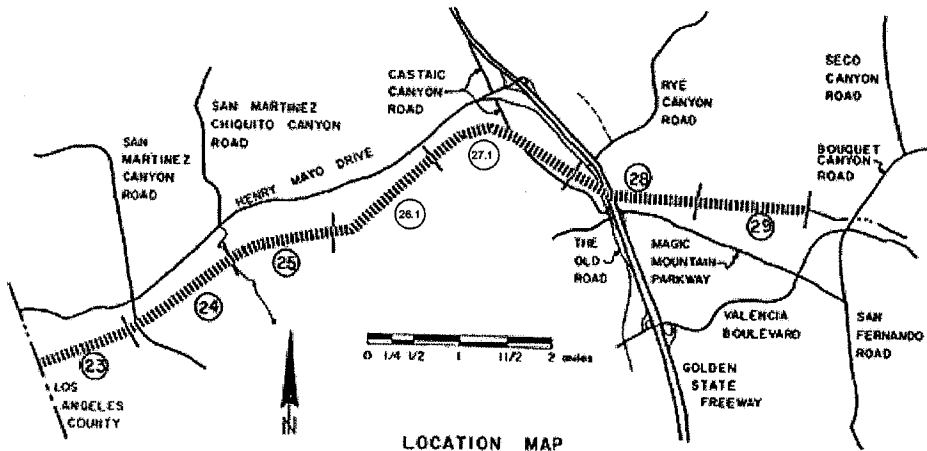 CASTAIC
CANYON
ROAD
RYE
CANYON
ROAD
SECO
CANYON
ROAD
SAN MARTINEZ
CHIQUITO CANYON
ROAD
SAN
MARTINEZ
CANYON
ROAD
HENRY MAYO DRIVE
BOUQUET
CANYON
ROAD
27.1
28
26.1
29
25
24
23
THE
OLD
ROAD
MAGIC
MOUNTAIN
PARKWAY
VALENCIA
BOULEVARD
SAN
FERNANDO
ROAD
0 1/4 1/2 1 11/2 2 miles
GOLDEN
STATE
FREEWAY
LOS
ANGELES
COUNTY
N
LOCATION MAP